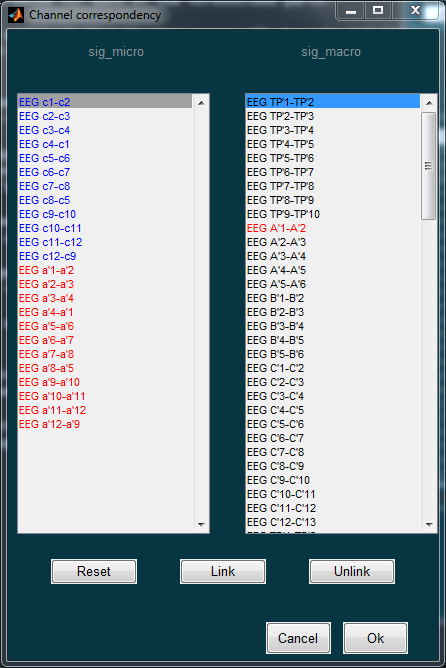 Channel correspondency
sig_micro
sig_macro
EEG c1-c2
EEG c2-c3
EEG c3-c4
EEG c4-c1
EEG c5-c6
EEG c6-c7
EEG c7-c8
EEG c8-c5
EEG c9-c10
EEG c10-c11
EEG c11-c12
EEG c12-c9
EEG a'1-a'2
EEG a'2-a'3
EEG a'3-a'4
EEG a'4-a'1
EEG a'5-a'6
EEG a'6-a'7
EEG a'7-a'8
EEG a'8-a'5
EEG a'9-a'10
EEG a'10-a'11
EEG a'11-a'12
EEG a'12-a'9
EEG TP'1-TP'2
EEG TP'2-TP'3
EEG TP'3-TP'4
EEG TP'4-TP'5
EEG TP'5-TP'6
EEG TP'6-TP'7
EEG TP'7-TP'8
EEG TP'8-TP'9
EEG TP'9-TP'10
EEG A'1-A'2
EEG A'2-A'3
EEG A'3-A'4
EEG A'4-A'5
EEG A'5-A'6
EEG B'1-B'2
EEG B'2-B'3
EEG B'3-B'4
EEG B'4-B'5
EEG B'5-B'6
EEG C'1-C'2
EEG C'2-C'3
EEG C'3-C'4
EEG C'4-C'5
EEG C'5-C'6
EEG C'6-C'7
EEG C'7-C'8
EEG C'8-C'9
EEG C'9-C'10
EEG C'10-C'11
EEG C'11-C'12
EEG C'12-C'13
Reset
Link
Unlink
Cancel
Ok